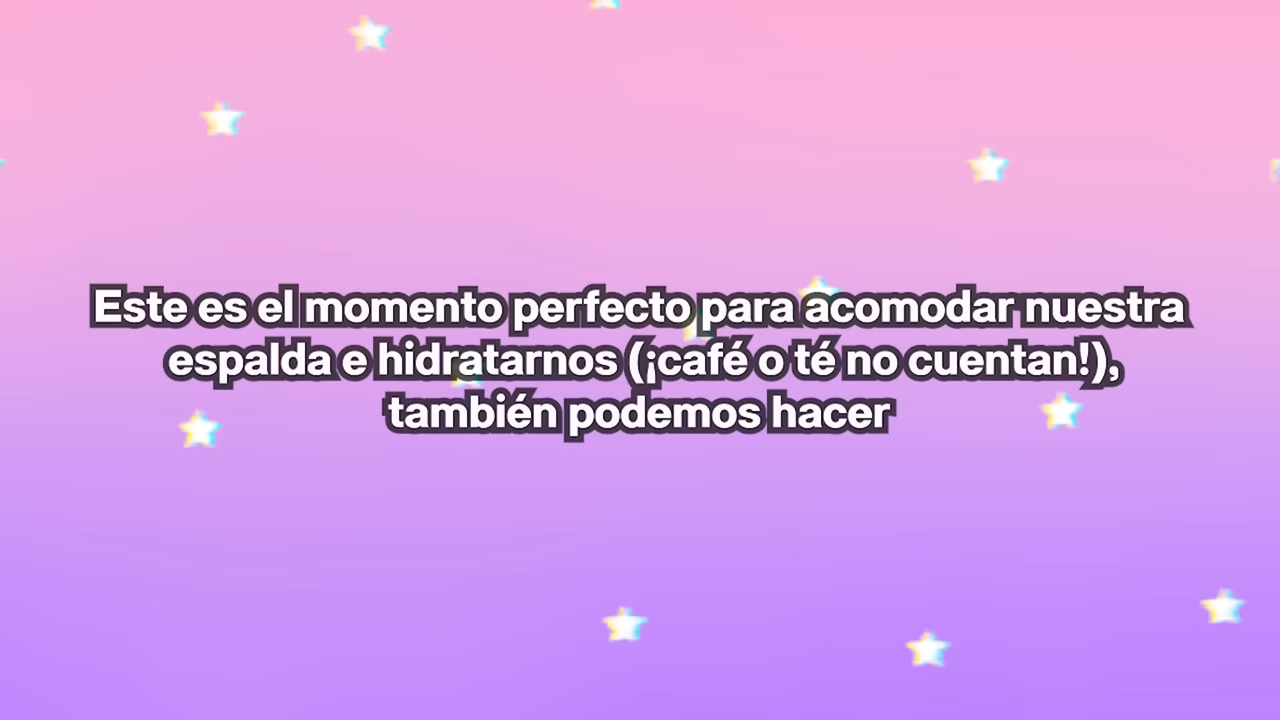 Este es el momento perfecto para acomodar nuestra
espalda e hidratarnos (¡café o té no cuentan!),
también podemos hacer